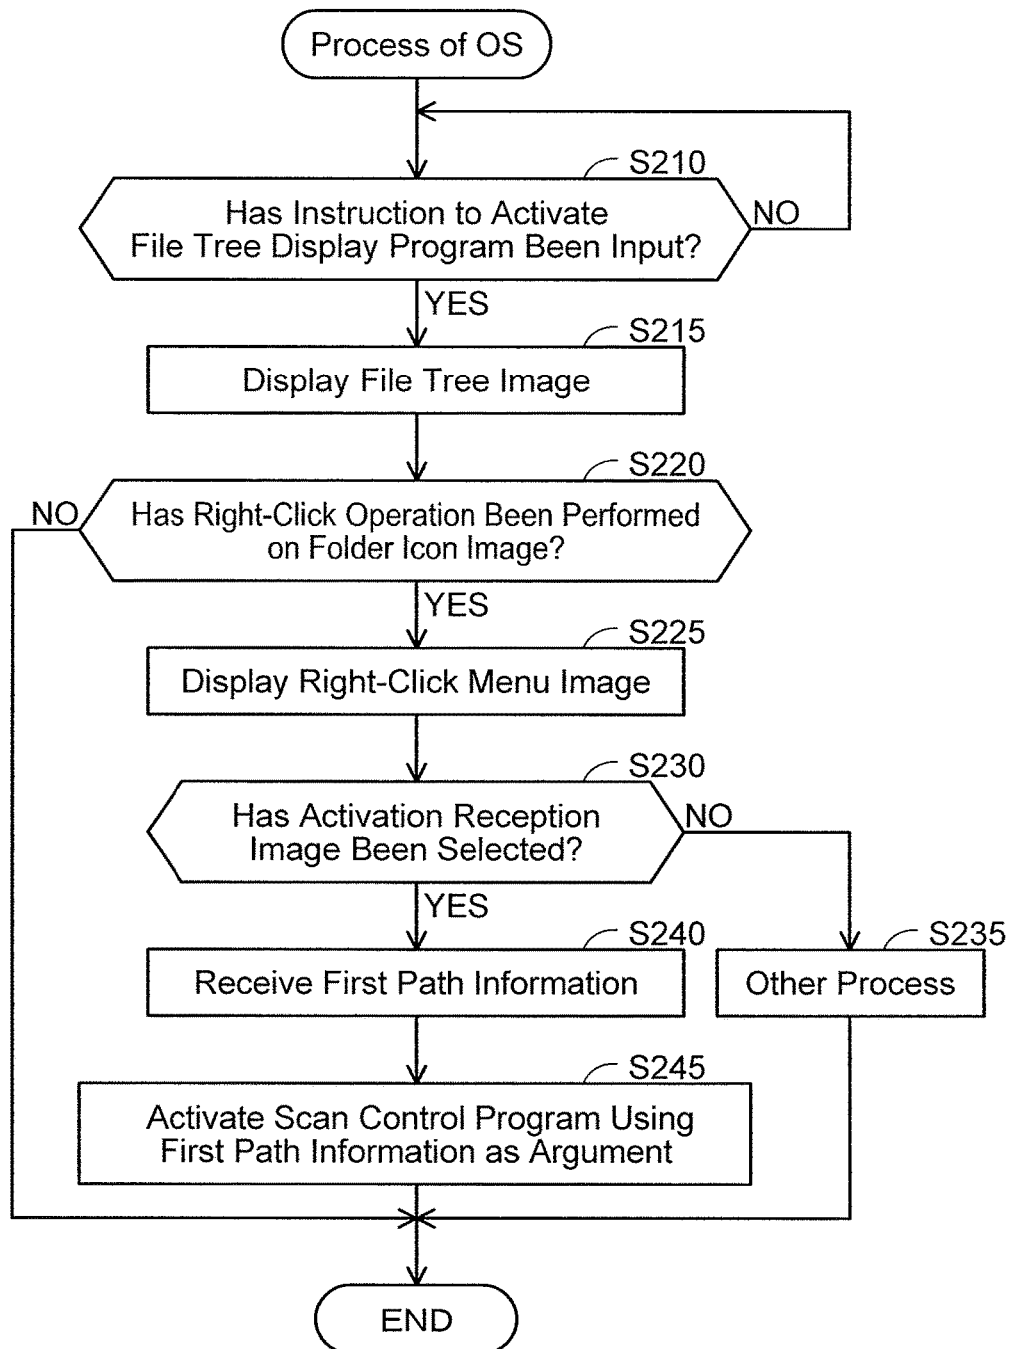 Process of OS
S210
Has Instruction to Activate
File Tree Display Program Been Input?
NO
YES
S215
Display File Tree Image
S220
NO
Has Right-Click Operation Been Performed
on Folder Icon Image?
YES
S225
Display Right-Click Menu Image
S230
Has Activation Reception
Image Been Selected?
NO
YES
S240
Receive First Path Information
S235
Other Process
S245
Activate Scan Control Program Using
First Path Information as Argument
END